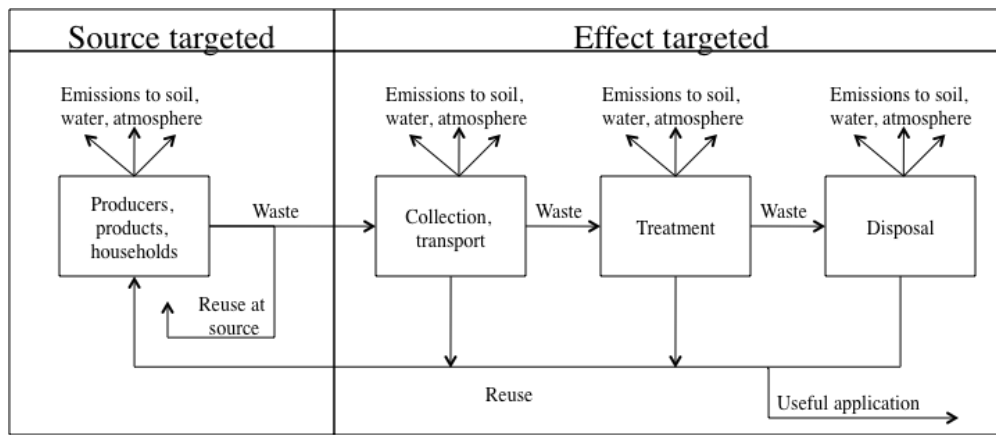 Source targeted
Effect targeted
Emissions to soil,
water, atmosphere
Emissions to soil,
water, atmosphere
Emissions to soil,
water, atmosphere
Emissions to soil,
water, atmosphere
Producers,
products,
households
Waste
Collection,
transport
Waste
Treatment
Waste
Disposal
Reuse at
source
Reuse
Useful application